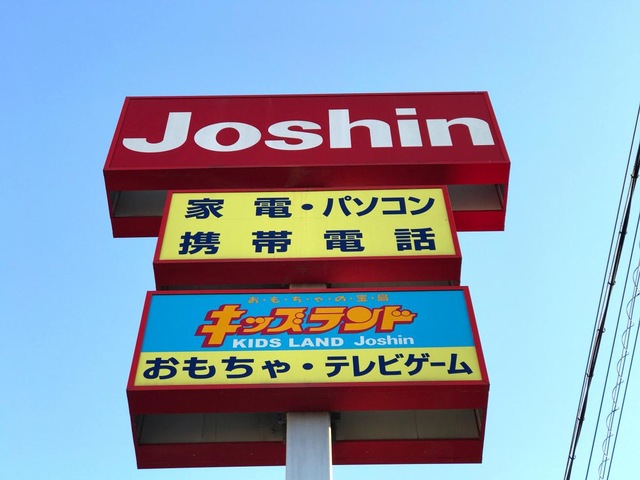 Joshin
家電・パソコン
携帯電話
お・も・ち・ゃ・の・宝・島
キッズランド
KIDS LAND Joshin
おもちゃ・テレビゲーム